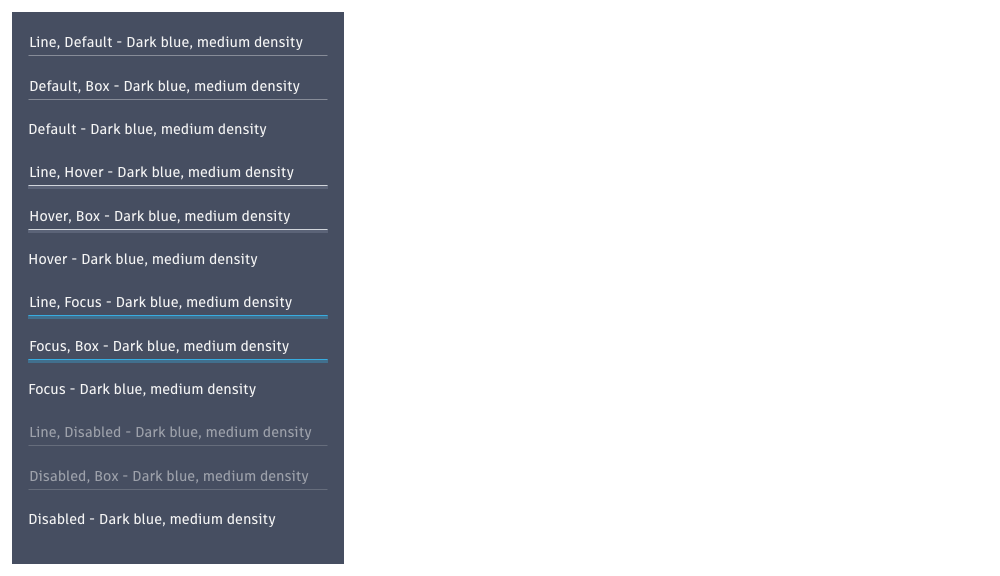 Line, Default - Dark blue, medium density
Default, Box - Dark blue, medium density
Default - Dark blue, medium density
Line, Hover - Dark blue, medium density
Hover, Box - Dark blue, medium density
Hover - Dark blue, medium density
Line, Focus - Dark blue, medium density
Focus, Box - Dark blue, medium density
Focus - Dark blue, medium density
Line, Disabled - Dark blue, medium density
Disabled, Box - Dark blue, medium density
Disabled - Dark blue, medium density